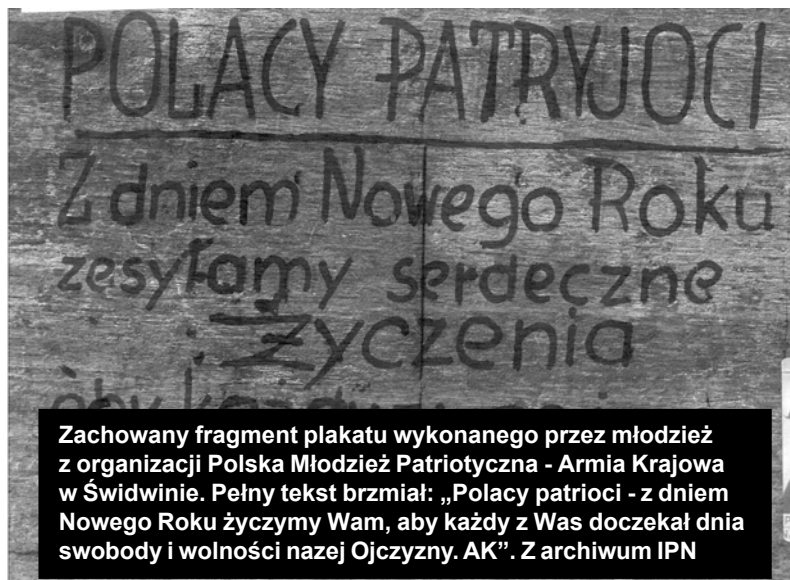 POLACY PATRYJOCI
Z dniem Nowego Roku
zesyłamy serdeczne
życzenia
Zachowany fragment plakatu wykonanego przez młodzież
z organizacji Polska Młodzież Patriotyczna - Armia Krajowa
w Świdwinie. Pełny tekst brzmiał: „Polacy patrioci - z dniem
Nowego Roku życzymy Wam, aby każdy z Was doczekał dnia
swobody i wolności nazej Ojczyzny. AK”. Z archiwum IPN